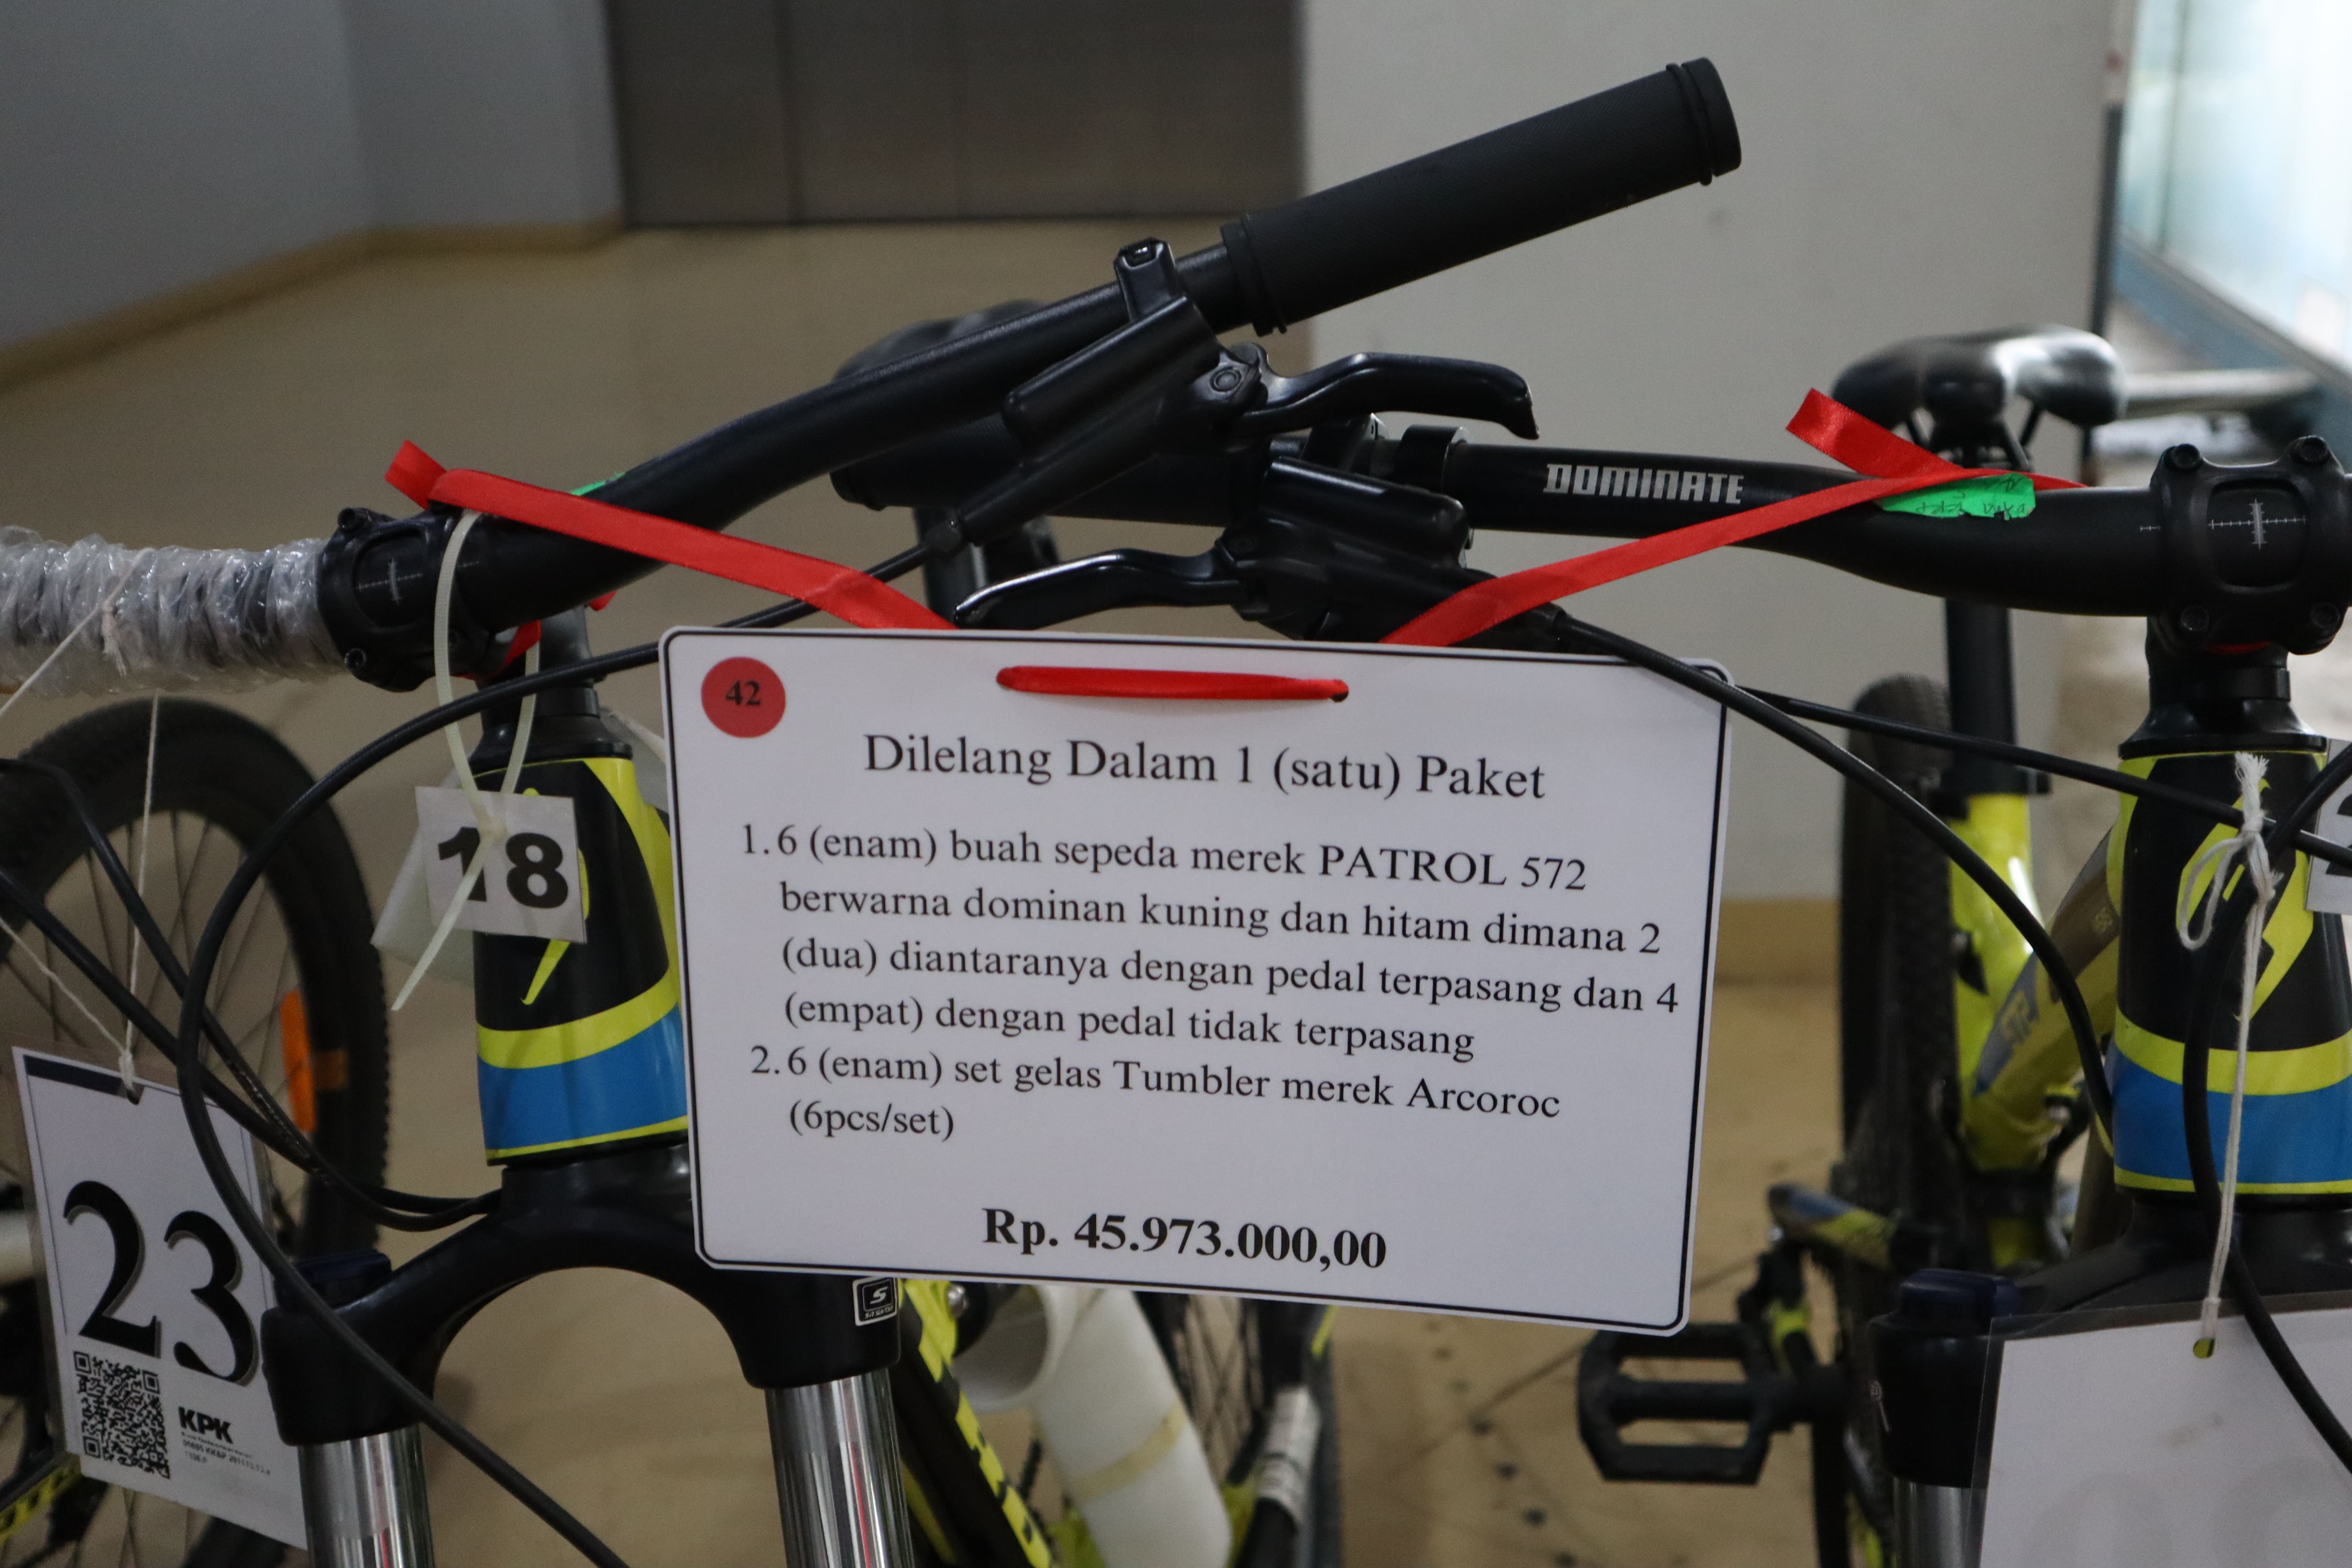 DOMINATE
42
Dilelang Dalam 1 (satu) Paket
1. 6 (enam) buah sepeda merek PATROL 572
berwarna dominan kuning dan hitam dimana 2
(dua) diantaranya dengan pedal terpasang dan 4
(empat) dengan pedal tidak terpasang
2. 6 (enam) set gelas Tumbler merek Arcoroc
(6pcs/set)
Rp. 45.973.000,00
18
23
KPK